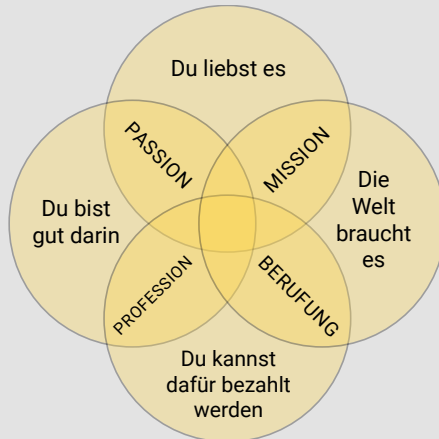 Du liebst es
PASSION
MISSION
Du bist
gut darin
Die
Welt
braucht
es
PROFESSION
BERUFUNG
Du kannst
dafür bezahlt
werden